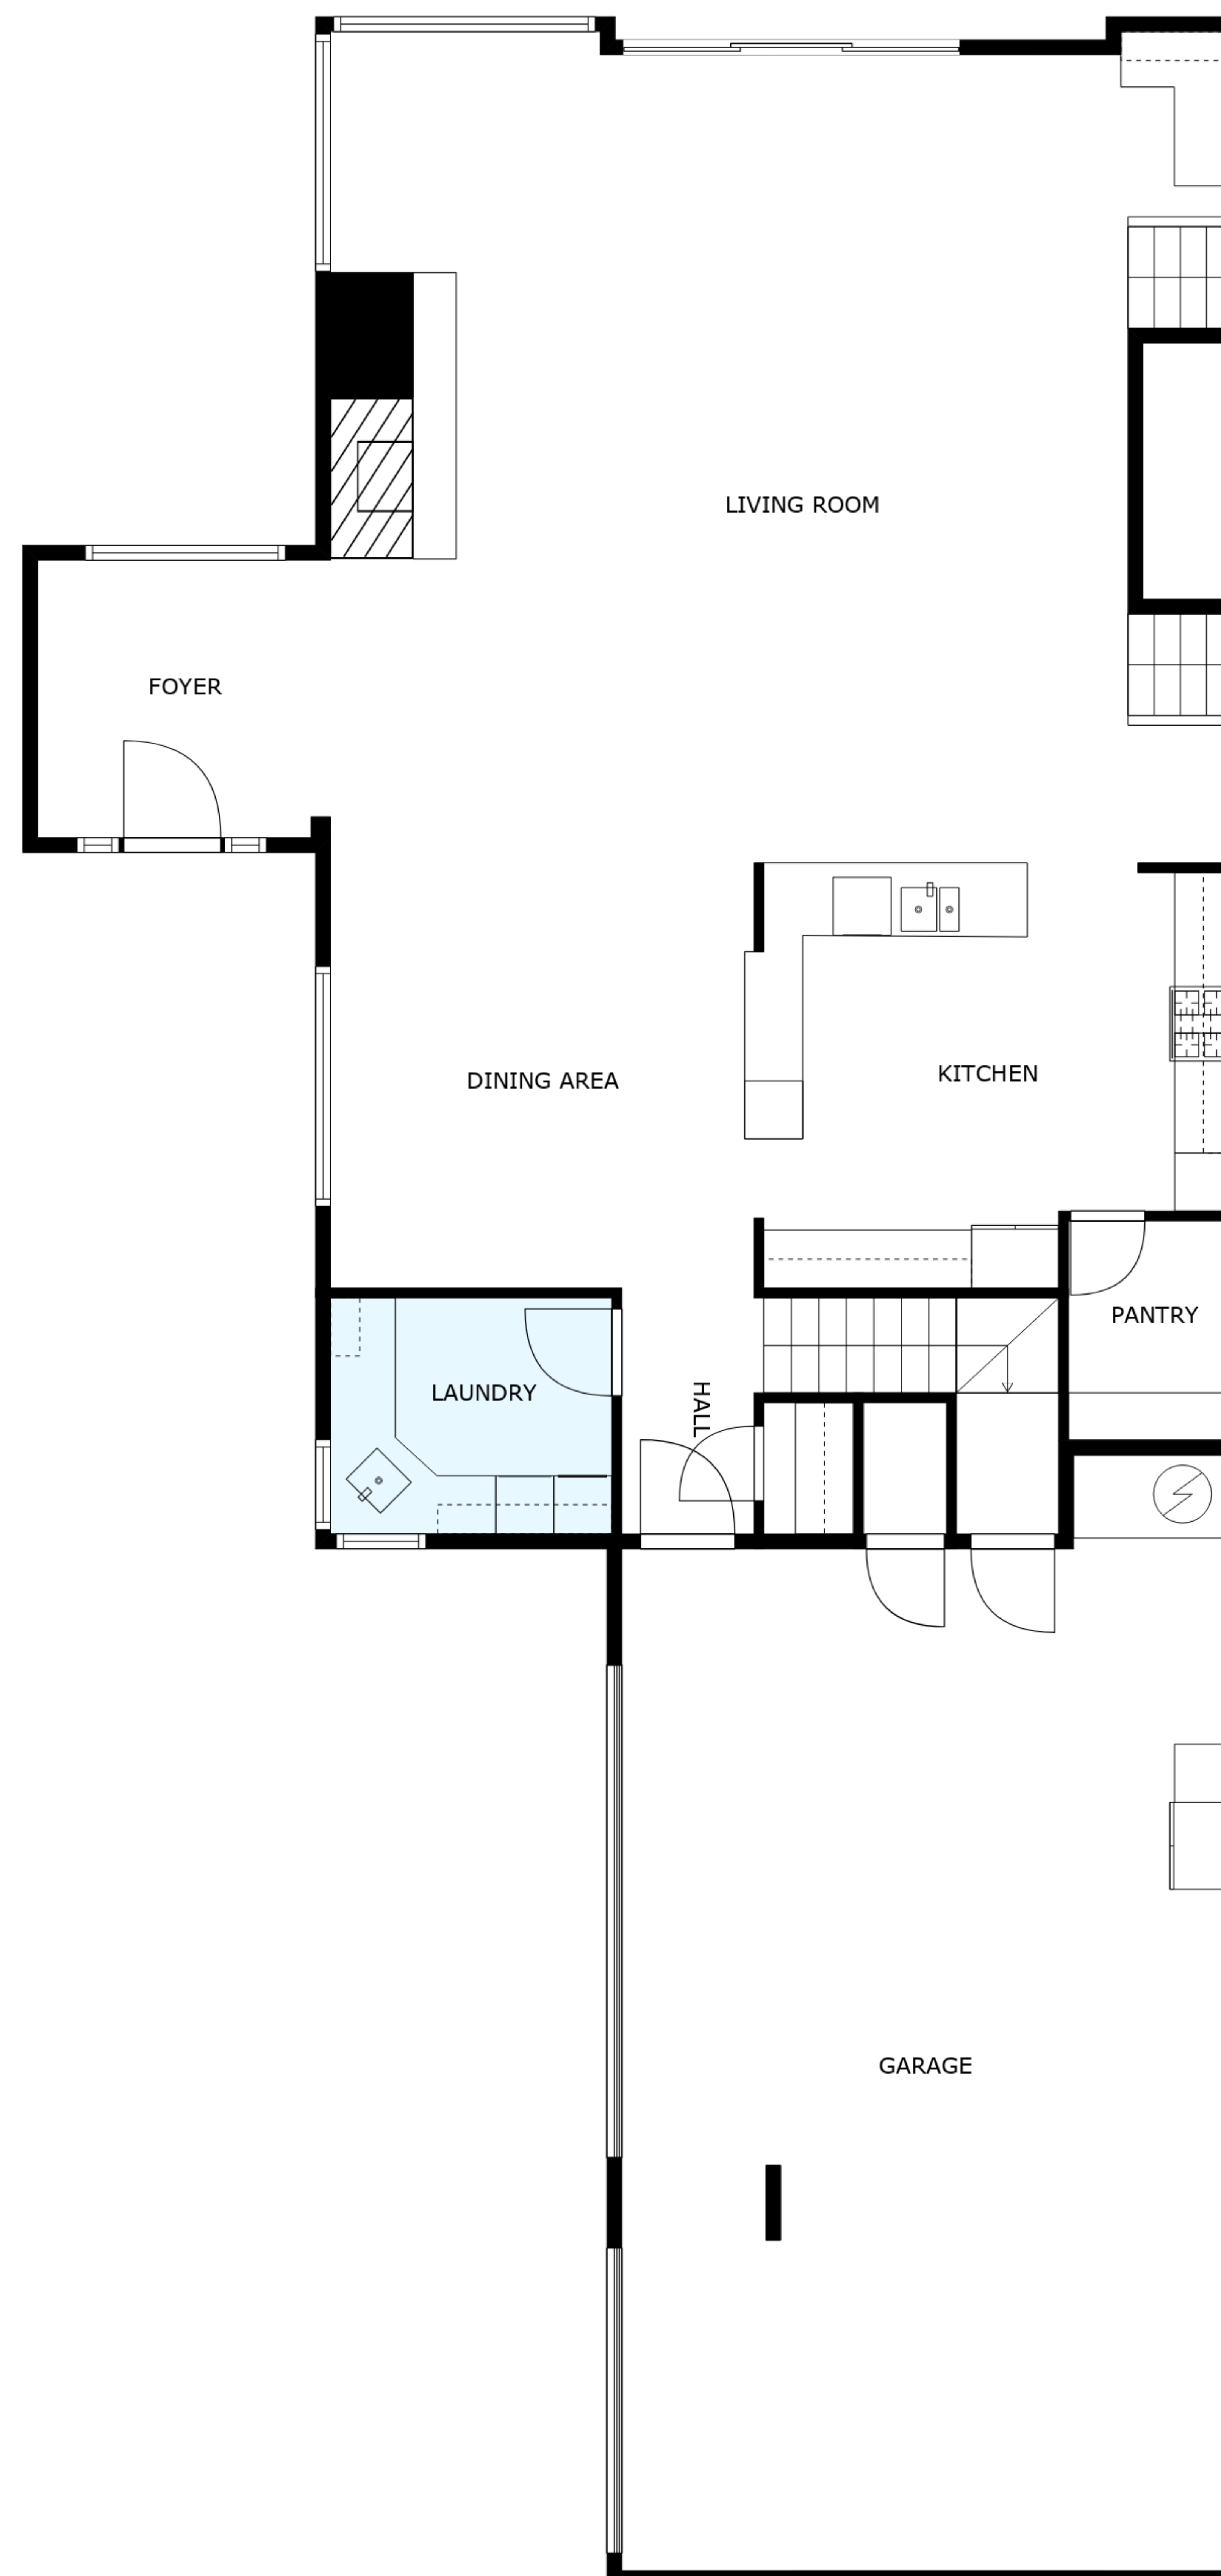 LIVING ROOM
FOYER
DINING AREA
KITCHEN
PANTRY
LAUNDRY
HALL
GARAGE